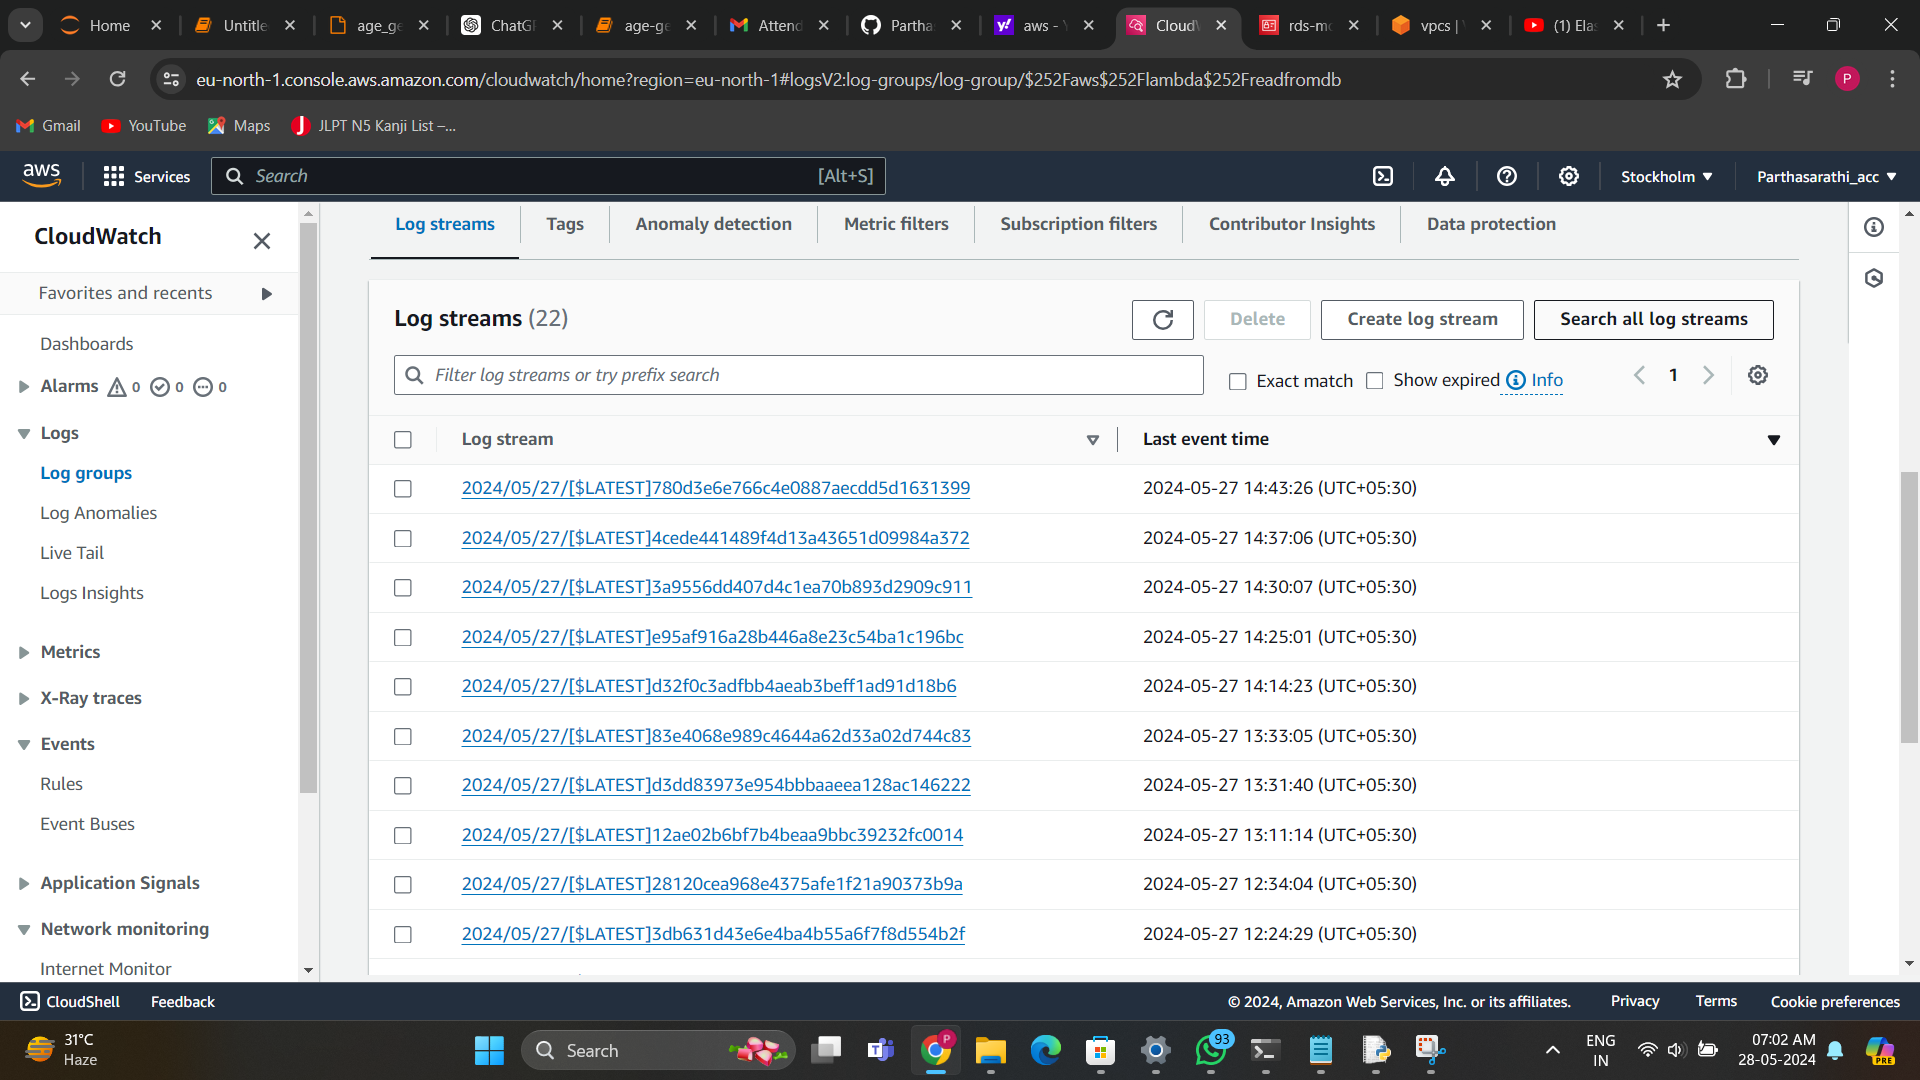 Home
Untitle
age_ge
ChatGI
age-ge
Attend
Partha
aws -
CloudW
rds-mo
vpcs |
(1) Elas
eu-north-1.console.aws.amazon.com/cloudwatch/home?region=eu-north-1#logsV2:log-groups/log-group/$252Faws$252Flambda$252Freadfromdb
P
Gmail
YouTube
Maps
JLPT N5 Kanji List –...
aws
Services
Search
[Alt+S]
Stockholm
Parthasarathi_acc
CloudWatch
Favorites and recents
Dashboards
Alarms 0 0 0
Logs
Log groups
Log Anomalies
Live Tail
Logs Insights
Metrics
X-Ray traces
Events
Rules
Event Buses
Application Signals
Network monitoring
Internet Monitor
Log streams
Tags
Anomaly detection
Metric filters
Subscription filters
Contributor Insights
Data protection
Log streams (22)
Delete
Create log stream
Search all log streams
Filter log streams or try prefix search
Exact match
Show expired
Info
1
Log stream
Last event time
2024/05/27/[$LATEST]780d3e6e766c4e0887aecdd5d1631399 2024-05-27 14:43:26 (UTC+05:30)
2024/05/27/[$LATEST]4cede441489f4d13a43651d09984a372 2024-05-27 14:37:06 (UTC+05:30)
2024/05/27/[$LATEST]3a9556dd407d4c1ea70b893d2909c911 2024-05-27 14:30:07 (UTC+05:30)
2024/05/27/[$LATEST]e95af916a28b446a8e23c54ba1c196bc 2024-05-27 14:25:01 (UTC+05:30)
2024/05/27/[$LATEST]d32f0c3adfbb4aeab3beff1ad91d18b6 2024-05-27 14:14:23 (UTC+05:30)
2024/05/27/[$LATEST]83e4068e989c4644a62d33a02d744c83 2024-05-27 13:33:05 (UTC+05:30)
2024/05/27/[$LATEST]d3dd83973e954bbbaaeea128ac146222 2024-05-27 13:31:40 (UTC+05:30)
2024/05/27/[$LATEST]12ae02b6bf7b4beaa9bbc39232fc0014 2024-05-27 13:11:14 (UTC+05:30)
2024/05/27/[$LATEST]28120cea968e4375afe1f21a90373b9a 2024-05-27 12:34:04 (UTC+05:30)
2024/05/27/[$LATEST]3db631d43e6e4ba4b55a6f7f8d554b2f 2024-05-27 12:24:29 (UTC+05:30)
CloudShell
Feedback
© 2024, Amazon Web Services, Inc. or its affiliates.
Privacy
Terms
Cookie preferences
31°C
Haze
Search
P
93
ENG
IN
07:02 AM
28-05-2024
PRE